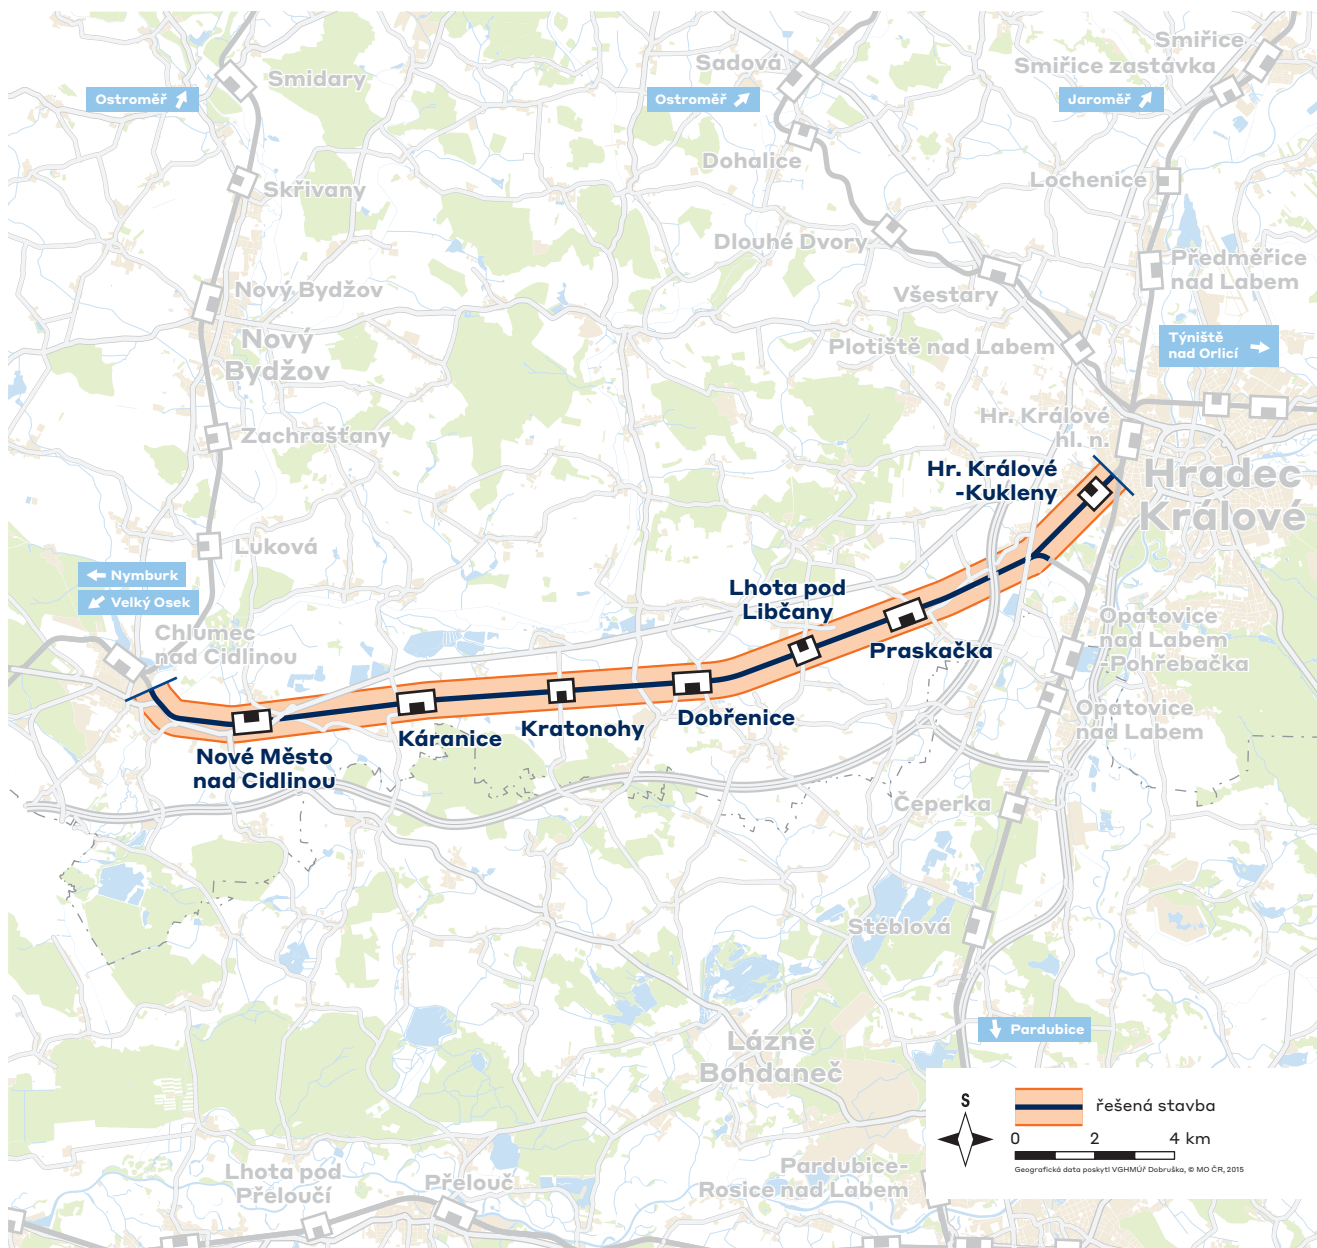 Smiřice
Smiřice zastávka
Sadová
Smidary
Ostroměř
Ostroměř
Jaroměř
Dohalice
Lochenice
Skřivany
Dlouhé Dvory
Předměřice
nad Labem
Nový Bydžov
Všestary
Nový
Bydžov
Plotiště nad Labem
Týniště
nad Orlicí
Hr. Králové
hl. n.
Zachrašťany
Hr. Králové
-Kukleny
Hradec
Králové
Luková
Nymburk
Velký Osek
Lhota pod
Libčany
Chlumec
nad Cidlinou
Opatovice
nad Labem
-Pohřebačka
Praskačka
Opatovice
nad Labem
Dobřenice
Kratonohy
Káranice
Nové Město
nad Cidlinou
Čeperka
Stéblová
Pardubice
Lázně
Bohdaneč
S
řešená stavba
0 2 4 km
Geografická data poskytl VGHMÚř Dobruška, © MO ČR, 2015
Lhota pod
Přeloučí
Přelouč
Pardubice-
Rosice nad Labem